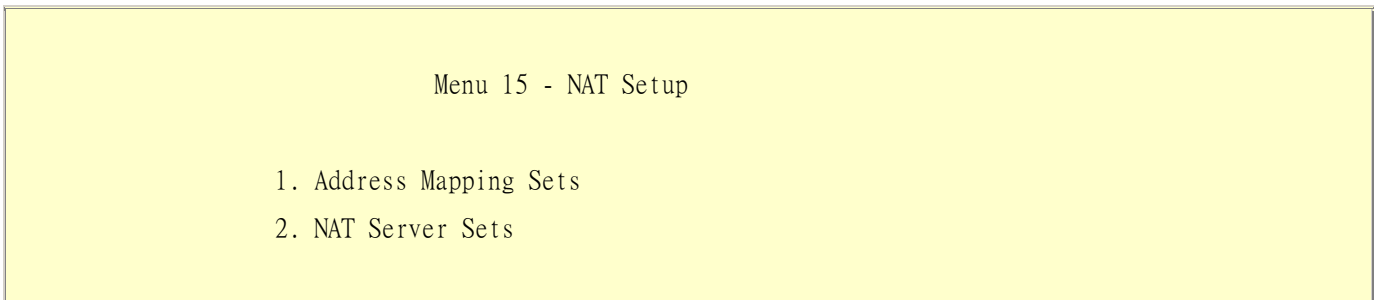 Menu 15 - NAT Setup
1. Address Mapping Sets
2. NAT Server Sets